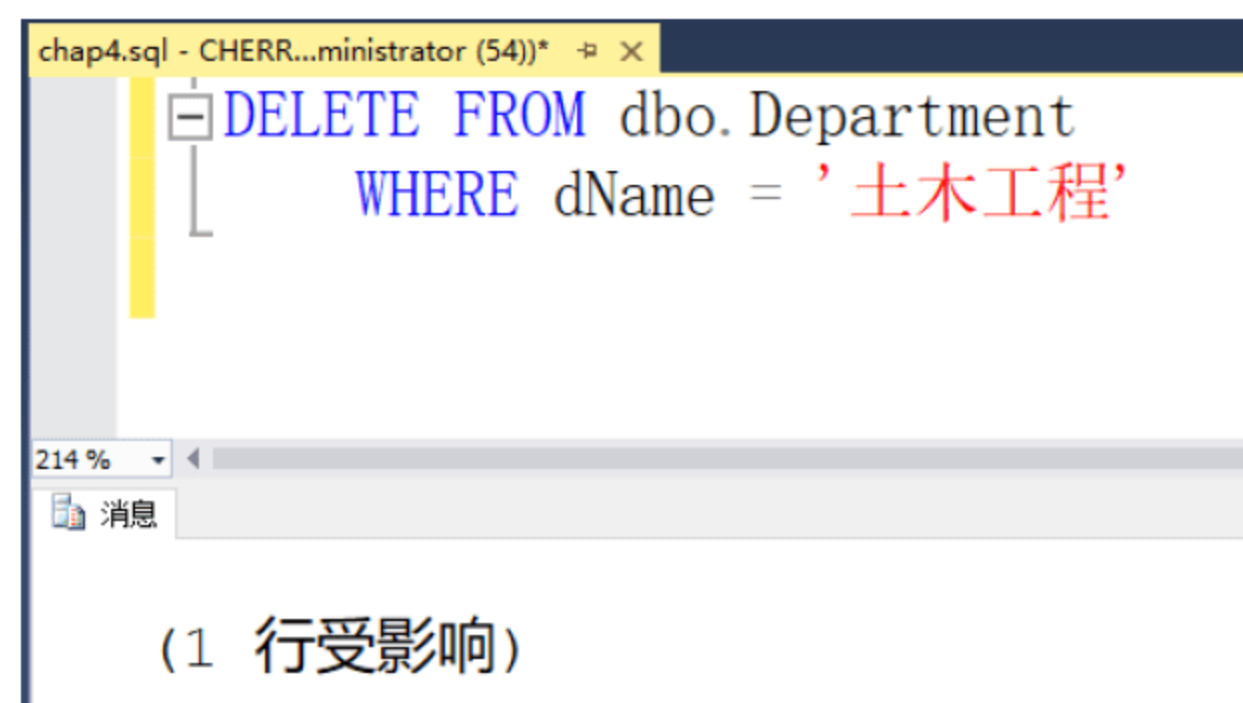 chap4.sql - CHERR...ministrator (54))*
DELETE FROM dbo.Department
WHERE dName = '土木工程'
214 %
消息
(1 行受影响)